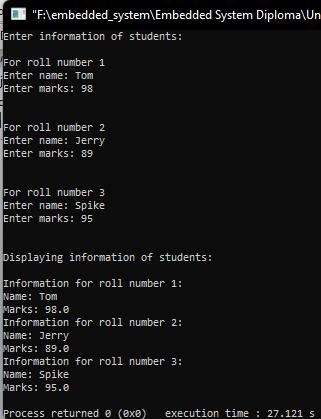 "F:\embedded_system\Embedded System Diploma\Un
Enter information of students:
For roll number 1
Enter name: Tom
Enter marks: 98
For roll number 2
Enter name: Jerry
Enter marks: 89
For roll number 3
Enter name: Spike
Enter marks: 95
Displaying information of students:
Information for roll number 1:
Name: Tom
Marks: 98.0
Information for roll number 2:
Name: Jerry
Marks: 89.0
Information for roll number 3:
Name: Spike
Marks: 95.0
Process returned 0 (0x0)   execution time : 27.121 s